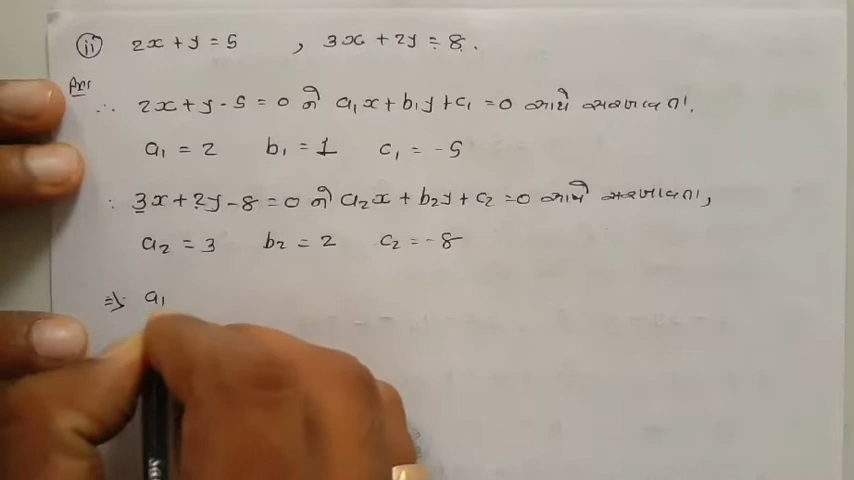 (ii) 2x + y = 5 , 3x + 2y = 8.
Ans
∴ 2x + y - 5 = 0 ને a₁x + b₁y + c₁ = 0 સાથે સરખાવતા.
a₁ = 2 b₁ = 1 c₁ = -5
: 3x + 2y - 8 = 0 ને a₂x + b₂y + c₂ = 0 સાથે સરખાવતા,
a₂ = 3 b₂ = 2 c₂ = -8
⇒ a₁